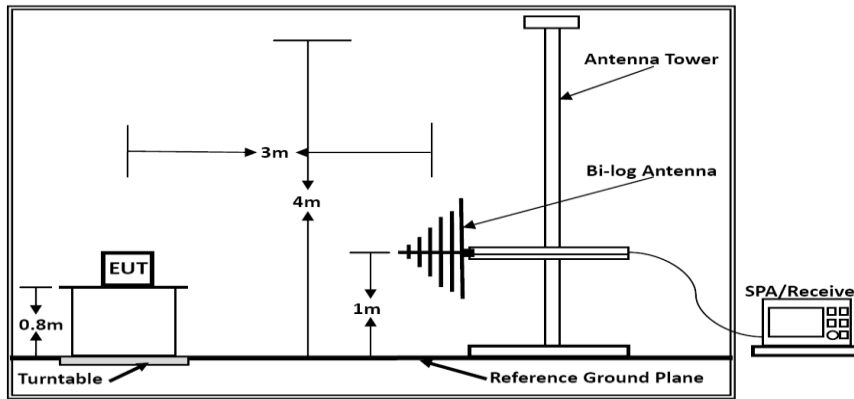 Antenna Tower
3m
Bi-log Antenna
4m
EUT
SPA/Receive
1m
0.8m
Turntable
Reference Ground Plane